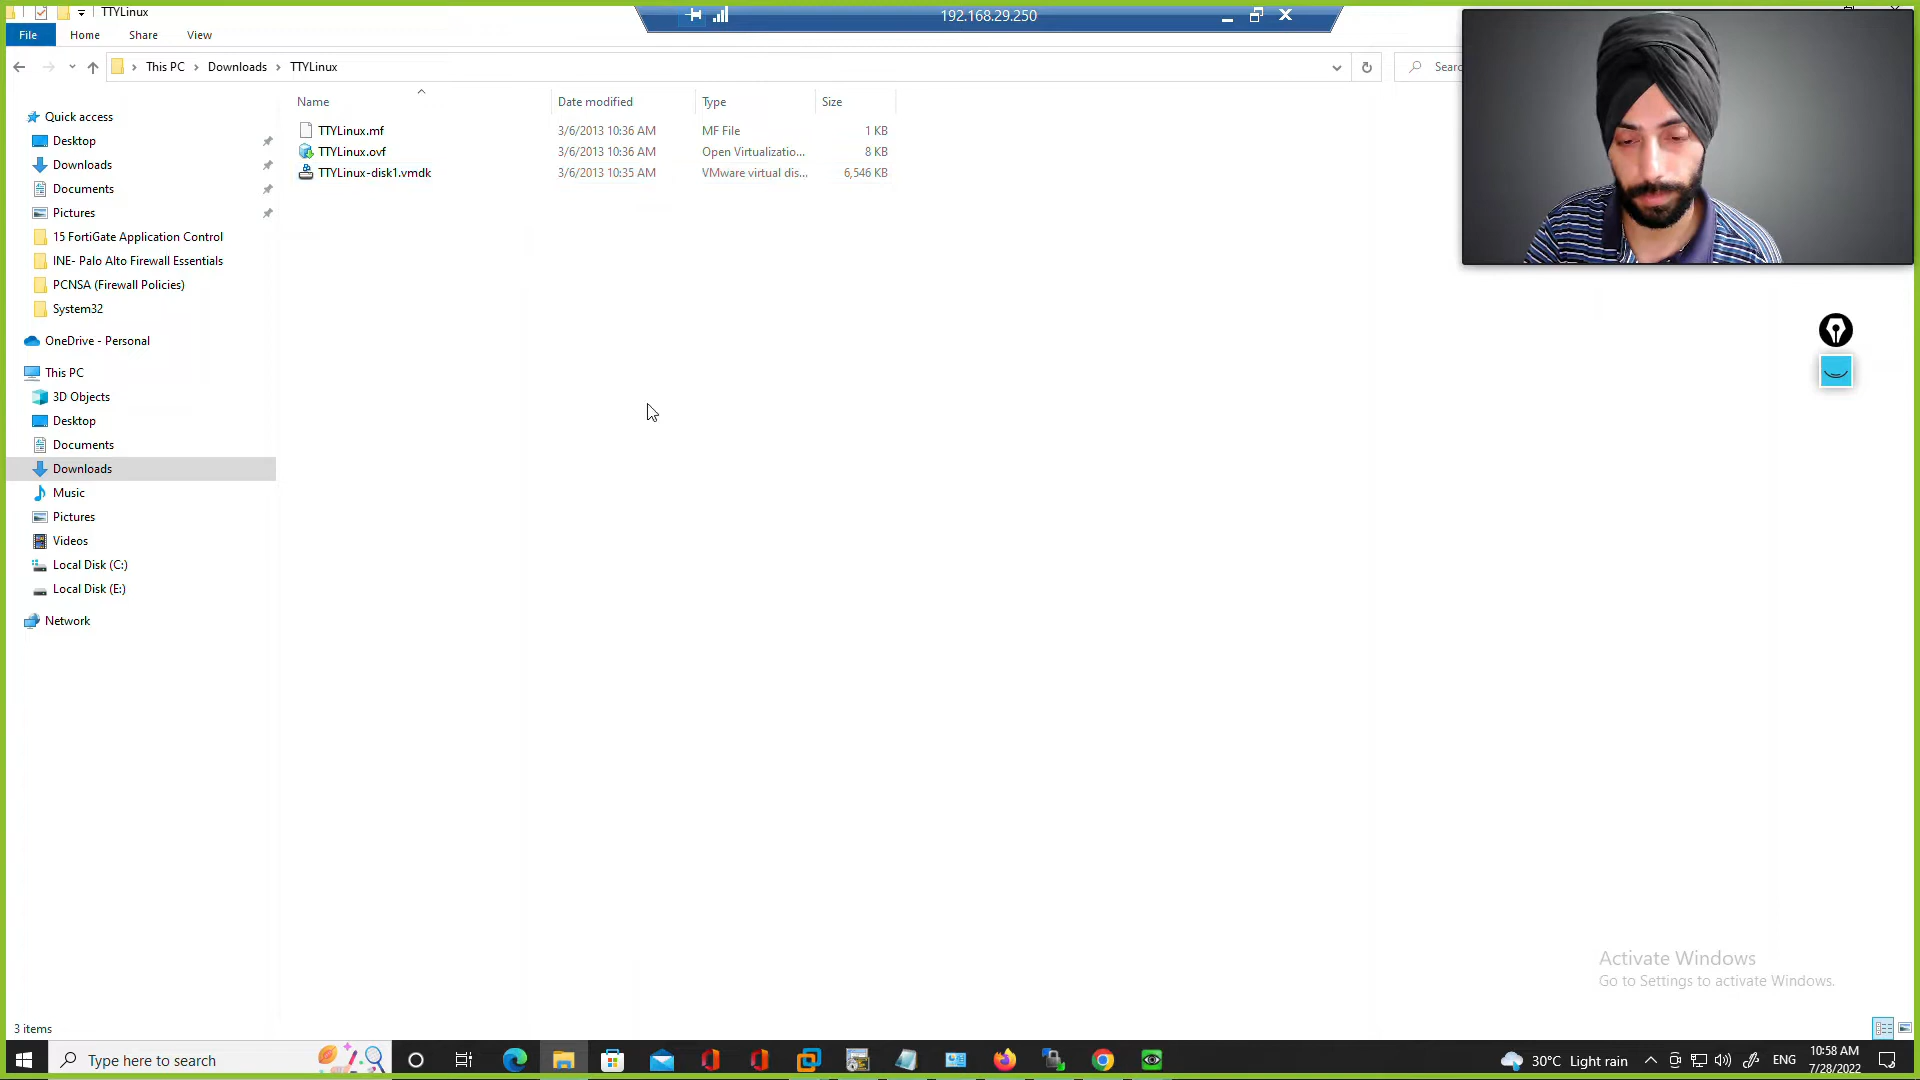 TTYLinux
192.168.29.250
File
Home
Share
View
This PC
Downloads
TTYLinux
Sear
Name
Date modified
Type
Size
TTYLinux.mf
3/6/2013 10:36 AM
MF File
1 KB
TTYLinux.ovf
3/6/2013 10:36 AM
Open Virtualizatio...
8 KB
TTYLinux-disk1.vmdk
3/6/2013 10:35 AM
VMware virtual dis...
6,546 KB
Quick access
Desktop
Downloads
Documents
Pictures
15 FortiGate Application Control
INE- Palo Alto Firewall Essentials
PCNSA (Firewall Policies)
System32
OneDrive - Personal
This PC
3D Objects
Desktop
Documents
Downloads
Music
Pictures
Videos
Local Disk (C:)
Local Disk (E:)
Network
Activate Windows
Go to Settings to activate Windows.
3 items
Type here to search
30°C Light rain
ENG
10:58 AM
7/28/2022